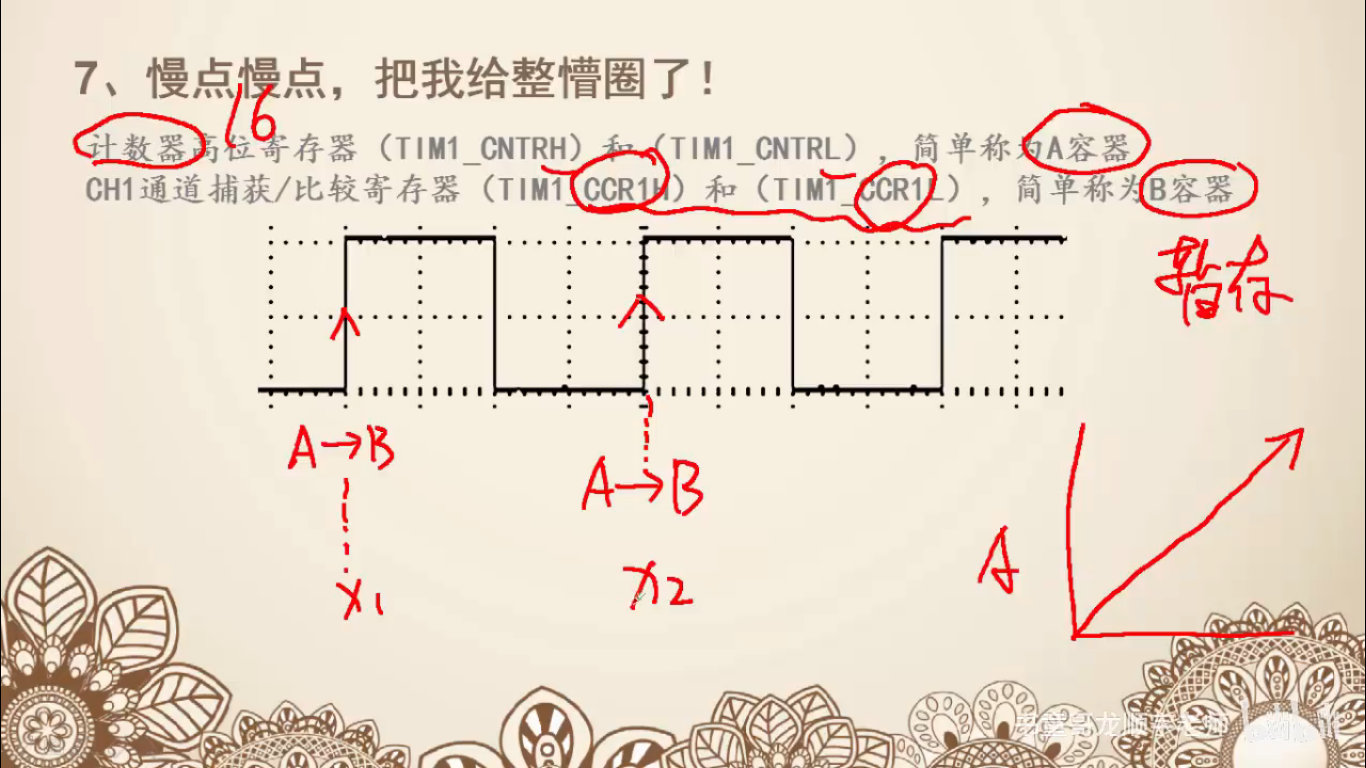 7、慢点慢点，把我给整懵圈了！
16
计数器高位寄存器（TIM1_CNTRH）和（TIM1_CNTRL），简单称为A容器
CH1通道捕获/比较寄存器（TIM1_CCR1H）和（TIM1_CCR1L），简单称为B容器
暂存
A→B
A→B
A
X1
X2